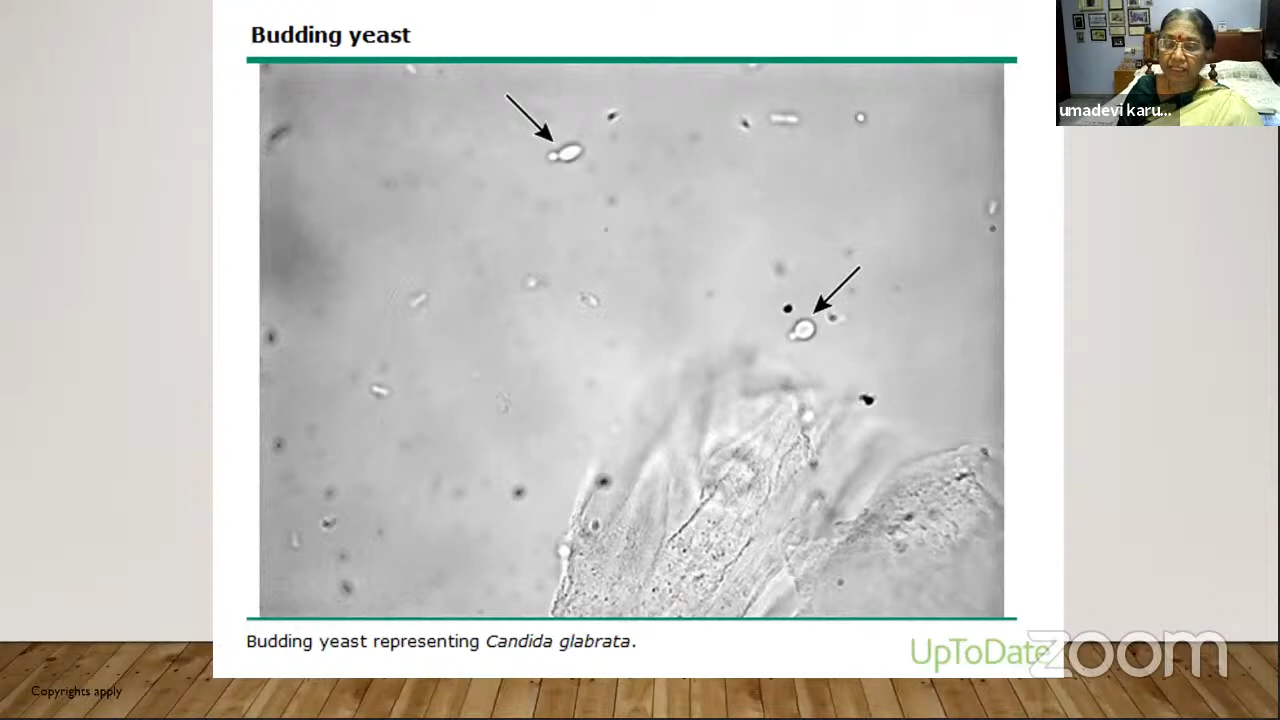 Budding yeast
umadevi karu...
Budding yeast representing Candida glabrata.
UpToDate
zoom
Copyrights apply